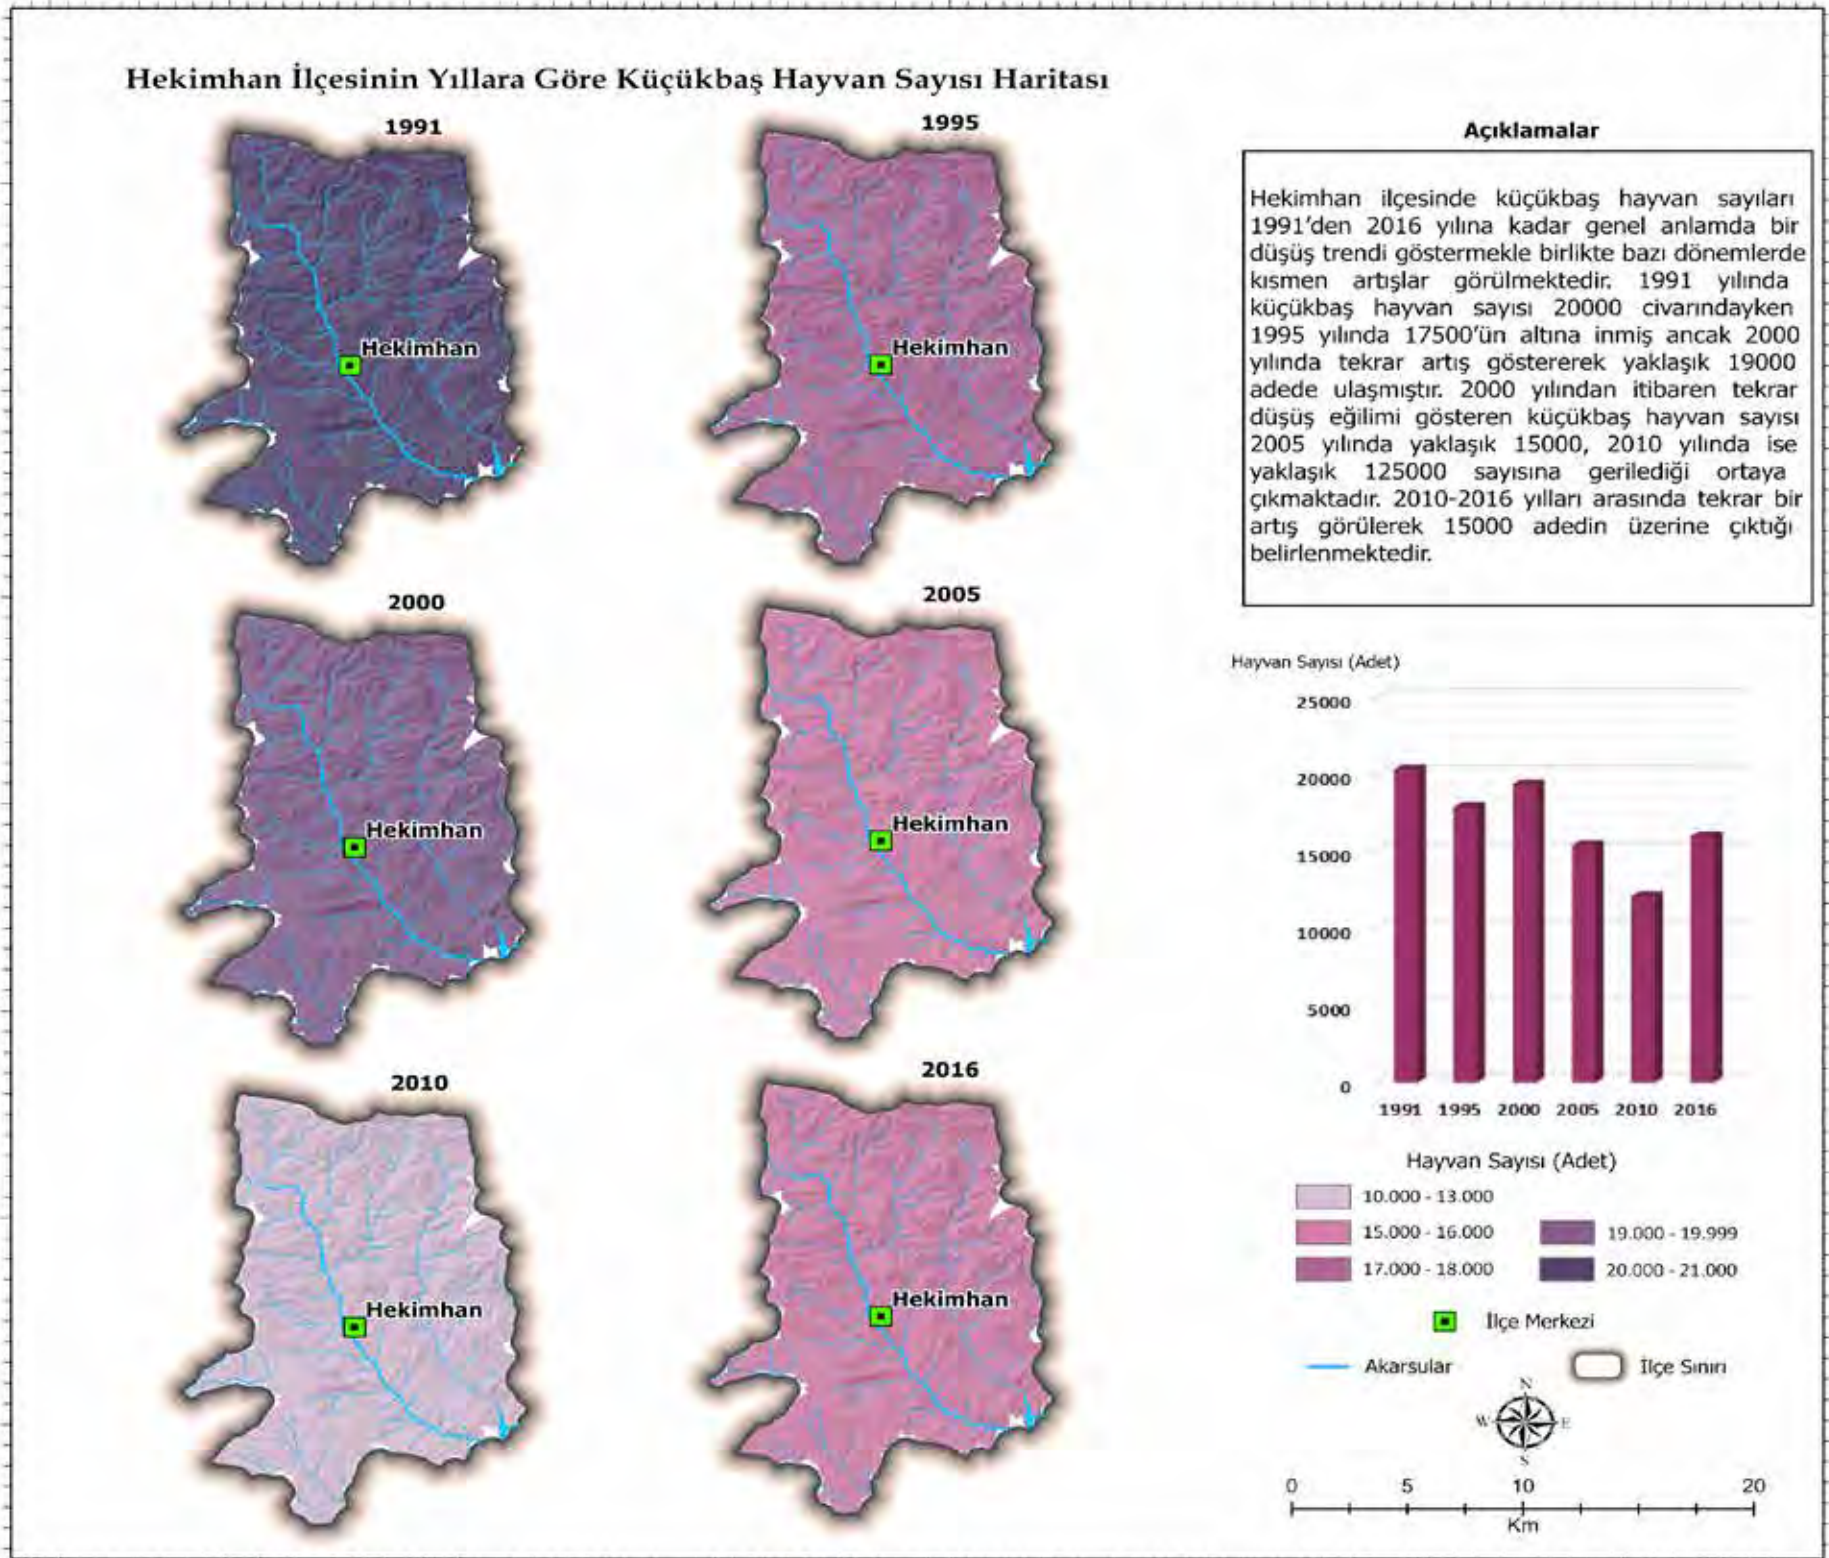 Hekimhan İlçesinin Yıllara Göre Küçükbaş Hayvan Sayısı Haritası
1991
Hekimhan
1995
Hekimhan
2000
Hekimhan
2005
Hekimhan
2010
Hekimhan
2016
Hekimhan
Açıklamalar
Hekimhan ilçesinde küçükbaş hayvan sayıları
1991'den 2016 yılına kadar genel anlamda bir
düşüş trendi göstermekle birlikte bazı dönemlerde
kısmen artışlar görülmektedir. 1991 yılında
küçükbaş hayvan sayısı 20000 civarındayken
1995 yılında 17500'ün altına inmiş ancak 2000
yılında tekrar artış göstererek yaklaşık 19000
adede ulaşmıştır. 2000 yılından itibaren tekrar
düşüş eğilimi gösteren küçükbaş hayvan sayısı
2005 yılında yaklaşık 15000, 2010 yılında ise
yaklaşık 125000 sayısına gerilediği ortaya
çıkmaktadır. 2010-2016 yılları arasında tekrar bir
artış görülerek 15000 adedin üzerine çıktığı
belirlenmektedir.
Hayvan Sayısı (Adet)
25000
20000
15000
10000
5000
0
1991 1995 2000 2005 2010 2016
Hayvan Sayısı (Adet)
10.000 - 13.000
15.000 - 16.000 19.000 - 19.999
17.000 - 18.000 20.000 - 21.000
İlçe Merkezi
Akarsular İlçe Sınırı
N
W E
S
0 5 10 20
Km